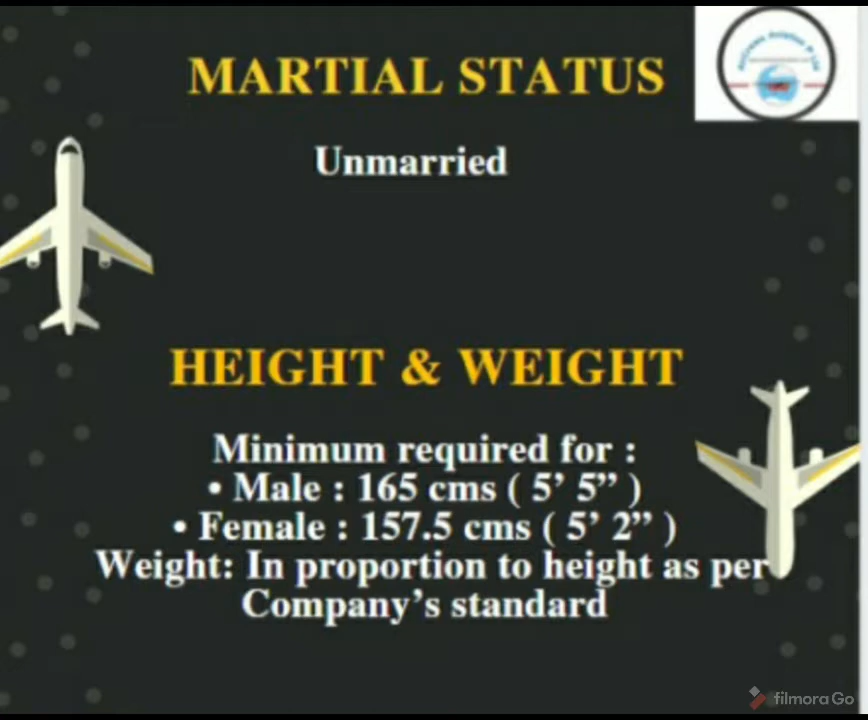 MARTIAL STATUS
Unmarried
HEIGHT & WEIGHT
Minimum required for :
• Male : 165 cms ( 5’ 5” )
• Female : 157.5 cms ( 5’ 2” )
Weight: In proportion to height as per
Company’s standard
filmora Go